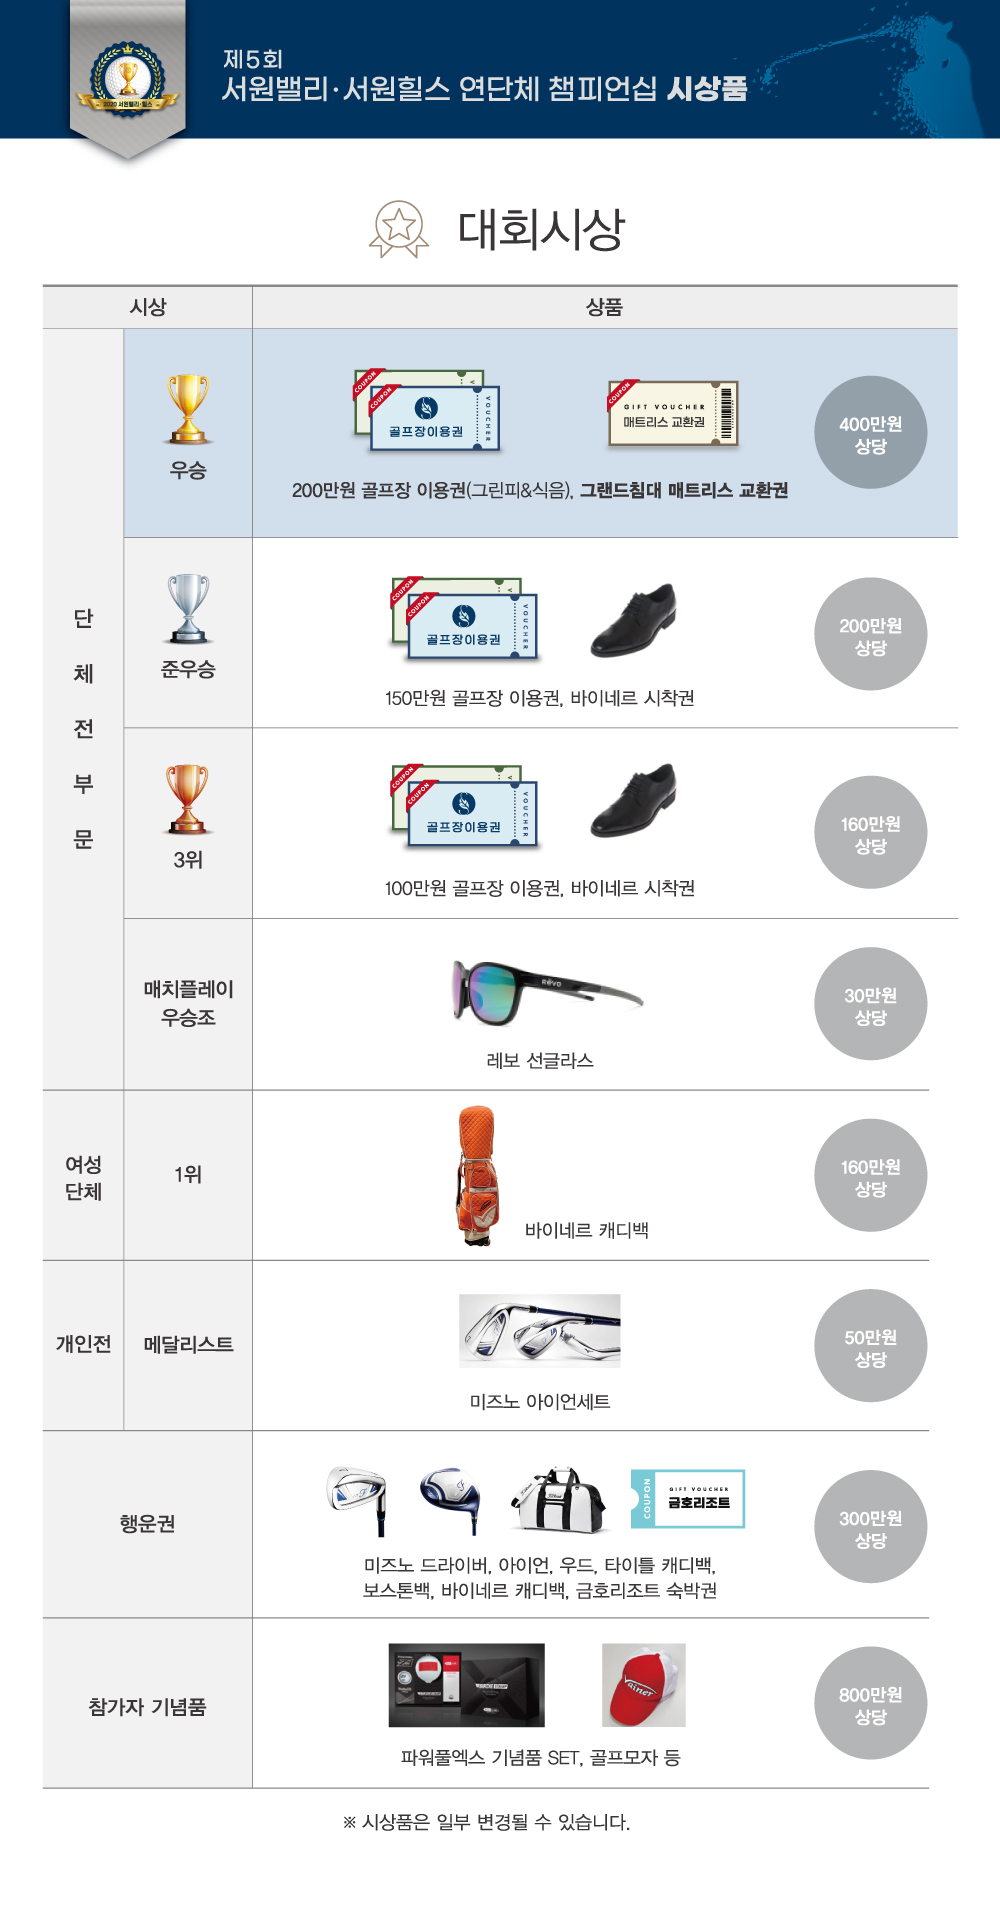 2020 서원밸리·힐스
제5회
서원밸리·서원힐스 연단체 챔피언십 시상품
대회시상
시상
상품
단체전부문
우승
COUPON
COUPON
골프장이용권
VOUCHER
COUPON
GIFT VOUCHER
매트리스 교환권
200만원 골프장 이용권(그린피&식음), 그랜드침대 매트리스 교환권
400만원
상당
준우승
COUPON
COUPON
골프장이용권
VOUCHER
150만원 골프장 이용권, 바이네르 시착권
200만원
상당
3위
COUPON
COUPON
골프장이용권
VOUCHER
100만원 골프장 이용권, 바이네르 시착권
160만원
상당
매치플레이
우승조
REVO
레보 선글라스
30만원
상당
여성
단체
1위
바이네르 캐디백
160만원
상당
개인전
메달리스트
미즈노 아이언세트
50만원
상당
행운권
Titleist
COUPON
GIFT VOUCHER
금호리조트
미즈노 드라이버, 아이언, 우드, 타이틀 캐디백,
보스톤백, 바이네르 캐디백, 금호리조트 숙박권
300만원
상당
참가자 기념품
Vainer
파워풀엑스 기념품 SET, 골프모자 등
800만원
상당
※ 시상품은 일부 변경될 수 있습니다.